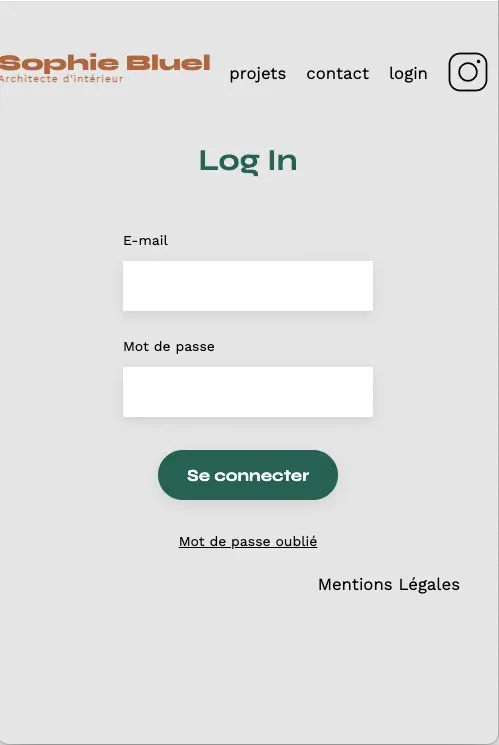 Sophie Bluel
Architecte d'intérieur
projets contact login
Log In
E-mail
Mot de passe
Se connecter
Mot de passe oublié
Mentions Légales